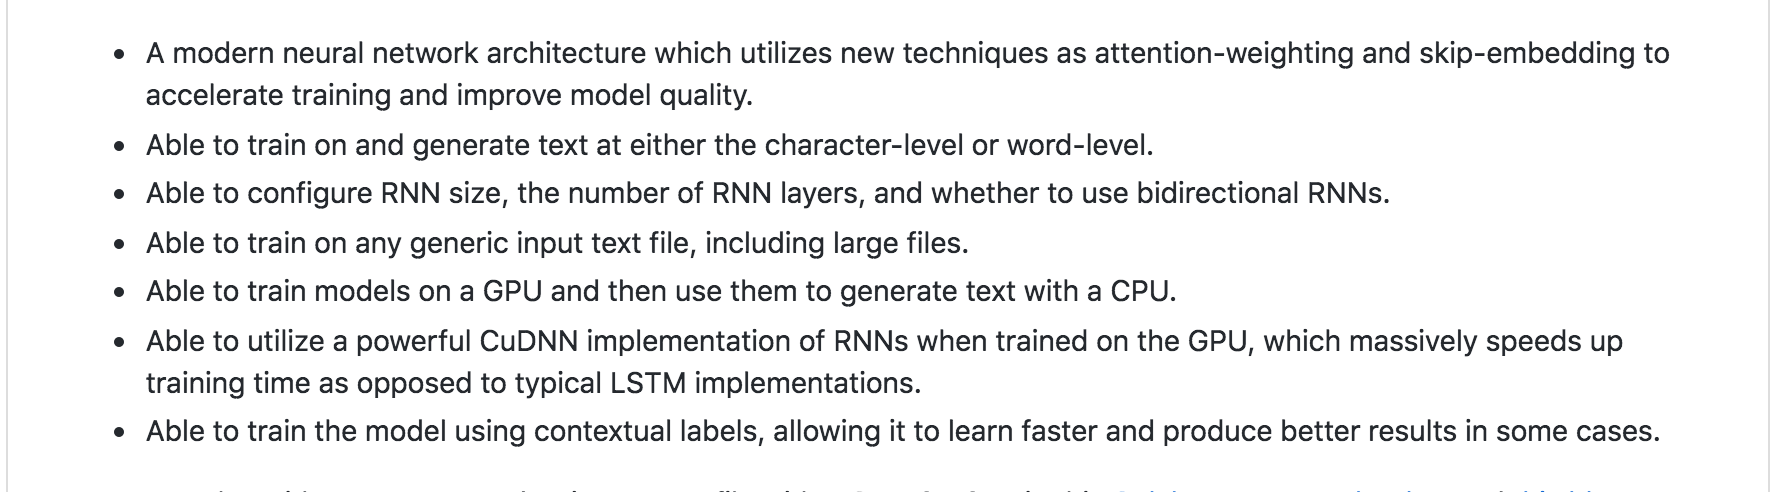 • A modern neural network architecture which utilizes new techniques as attention-weighting and skip-embedding to
accelerate training and improve model quality.
• Able to train on and generate text at either the character-level or word-level.
• Able to configure RNN size, the number of RNN layers, and whether to use bidirectional RNNs.
• Able to train on any generic input text file, including large files.
• Able to train models on a GPU and then use them to generate text with a CPU.
• Able to utilize a powerful CuDNN implementation of RNNs when trained on the GPU, which massively speeds up
training time as opposed to typical LSTM implementations.
• Able to train the model using contextual labels, allowing it to learn faster and produce better results in some cases.